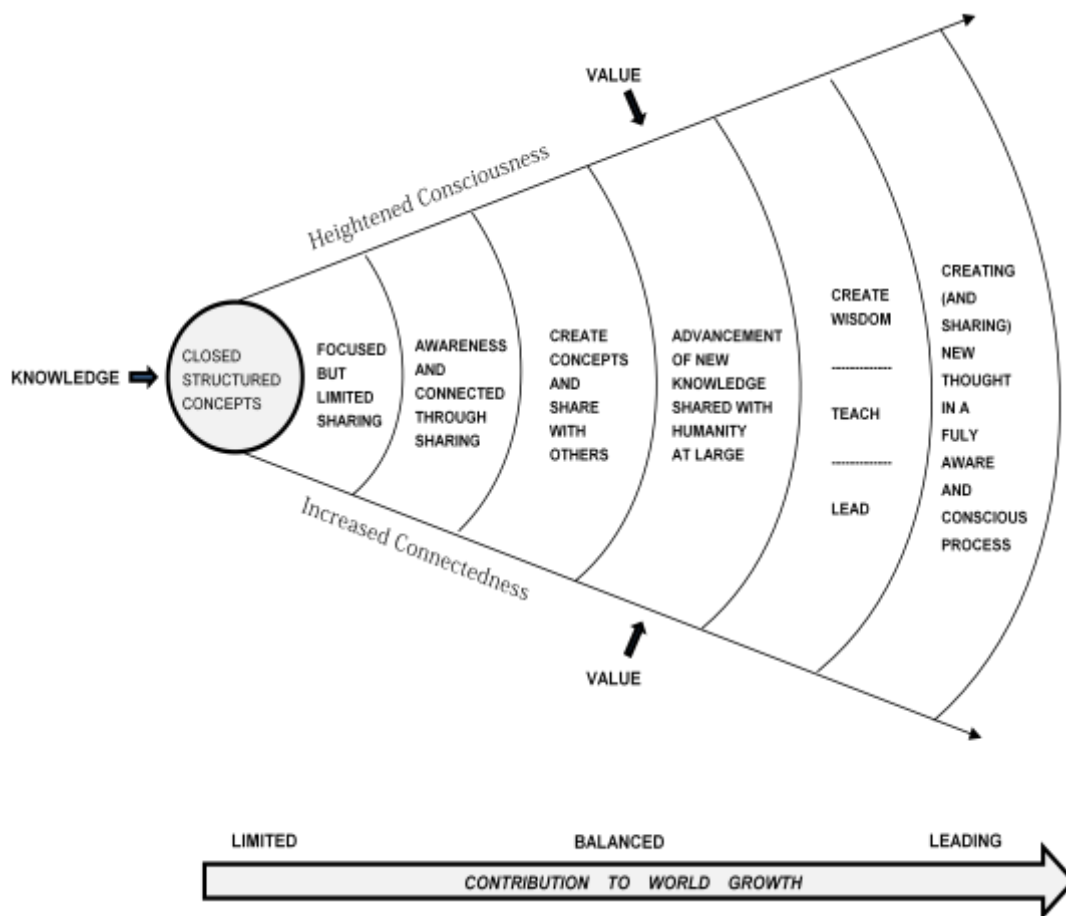 VALUE
Heightened Consciousness
KNOWLEDGE
CLOSED
STRUCTURED
CONCEPTS
FOCUSED
BUT
LIMITED
SHARING
AWARENESS
AND
CONNECTED
THROUGH
SHARING
CREATE
CONCEPTS
AND
SHARE
WITH
OTHERS
ADVANCEMENT
OF NEW
KNOWLEDGE
SHARED WITH
HUMANITY
AT LARGE
CREATE
WISDOM
--------------
TEACH
--------------
LEAD
CREATING
(AND
SHARING)
NEW
THOUGHT
IN A
FULY
AWARE
AND
CONSCIOUS
PROCESS
Increased Connectedness
VALUE
LIMITED BALANCED LEADING
CONTRIBUTION TO WORLD GROWTH